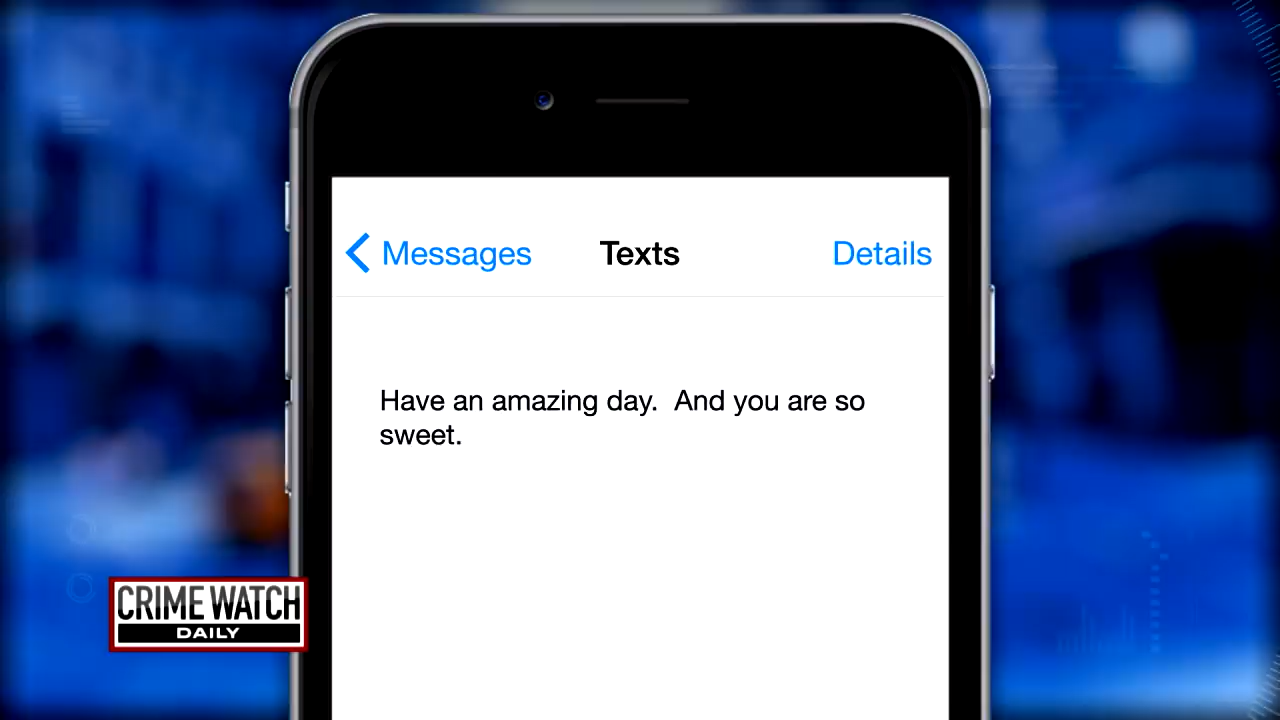 Messages Texts Details
Have an amazing day.  And you are so
sweet.
CRIME WATCH
DAILY